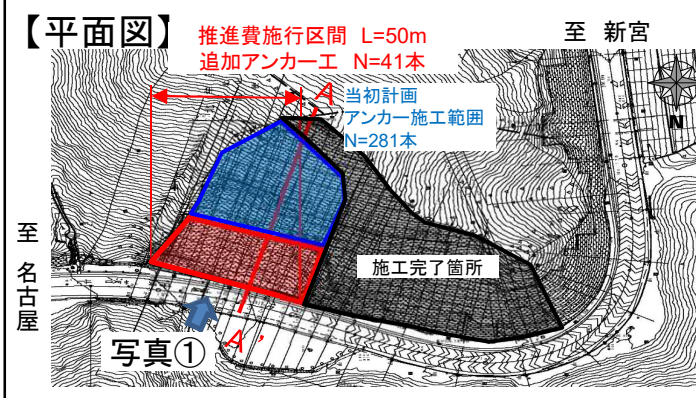 【平面図】
推進費施行区間 L=50m
追加アンカー工 N=41本
至 新宮
A
当初計画
アンカー施工範囲
N=281本
N
至 名古屋
施工完了箇所
写真①
A'